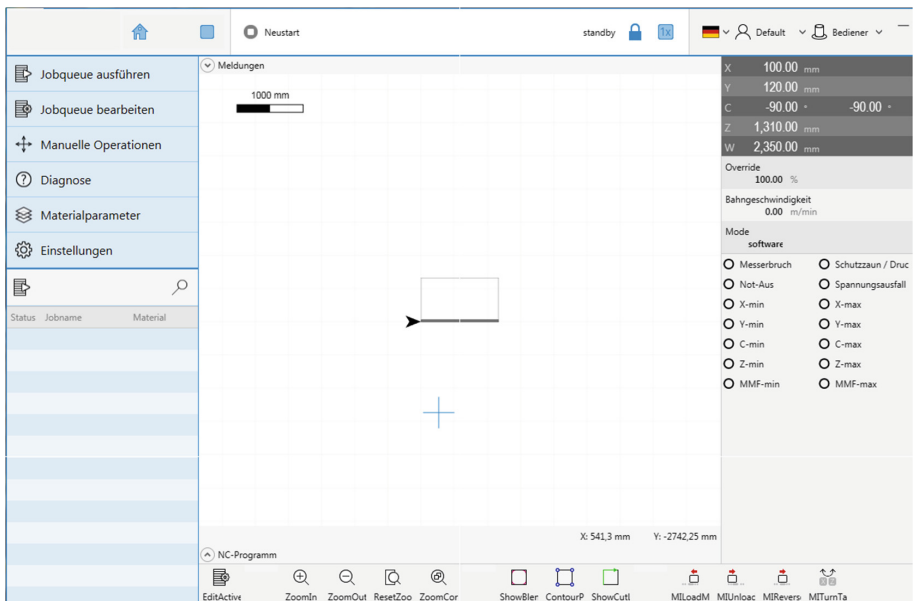 Neustart
standby
1x
Default
Bediener
Jobqueue ausführen
Jobqueue bearbeiten
Manuelle Operationen
Diagnose
Materialparameter
Einstellungen
Status Jobname Material
Meldungen
1000 mm
X: 541,3 mm Y: -2742,25 mm
NC-Programm
X 100.00 mm
Y 120.00 mm
C -90.00 ° -90.00 °
Z 1,310.00 mm
W 2,350.00 mm
Override
100.00 %
Bahngeschwindigkeit
0.00 m/min
Mode
software
Messerbruch Schutzzaun / Druc
Not-Aus Spannungsausfall
X-min X-max
Y-min Y-max
C-min C-max
Z-min Z-max
MMF-min MMF-max
EditActive ZoomIn ZoomOut ResetZoo ZoomCor ShowBler ContourP ShowCutl MILoadM MIUnloac MIRevers MITurnTa